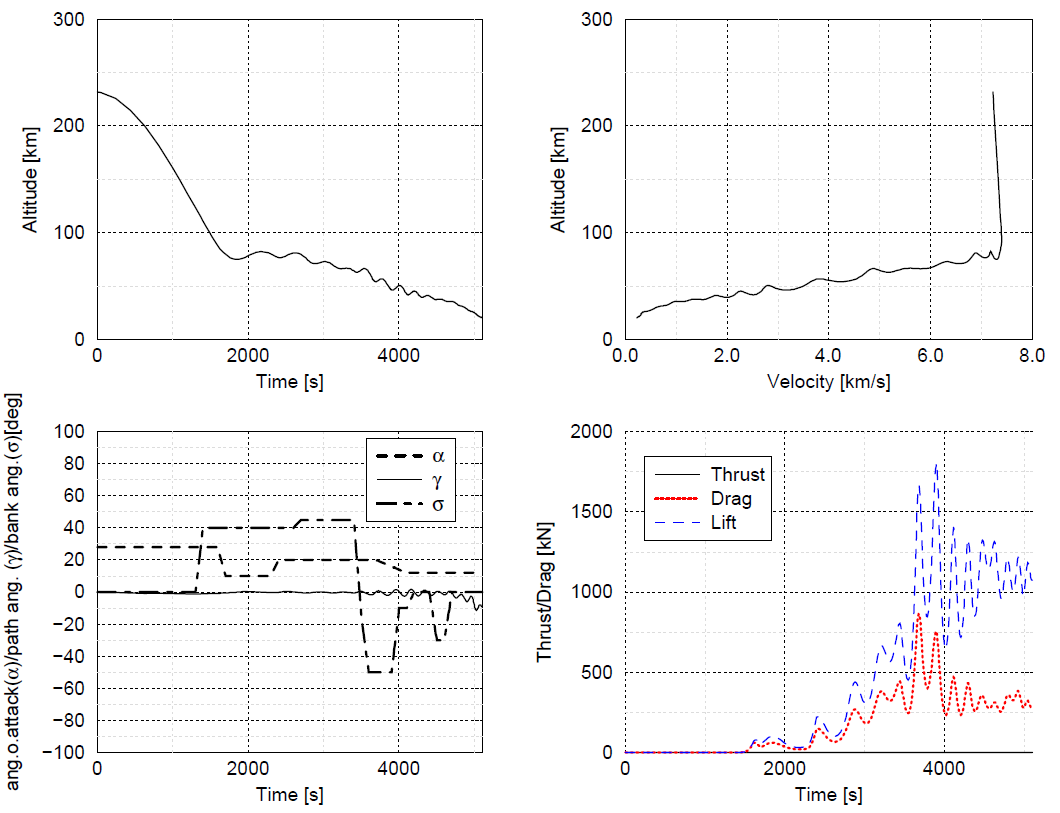 300
200
100
0
Altitude [km]
0
2000
4000
Time [s]
300
200
100
0
Altitude [km]
0.0
2.0
4.0
6.0
8.0
Velocity [km/s]
100
80
60
40
20
0
−20
−40
−60
−80
−100
ang.o.attack(α)/path ang. (γ)/bank ang.(σ)[deg]
α
γ
σ
0
2000
4000
Time [s]
2000
1500
1000
500
0
Thrust/Drag [kN]
Thrust
Drag
Lift
0
2000
4000
Time [s]